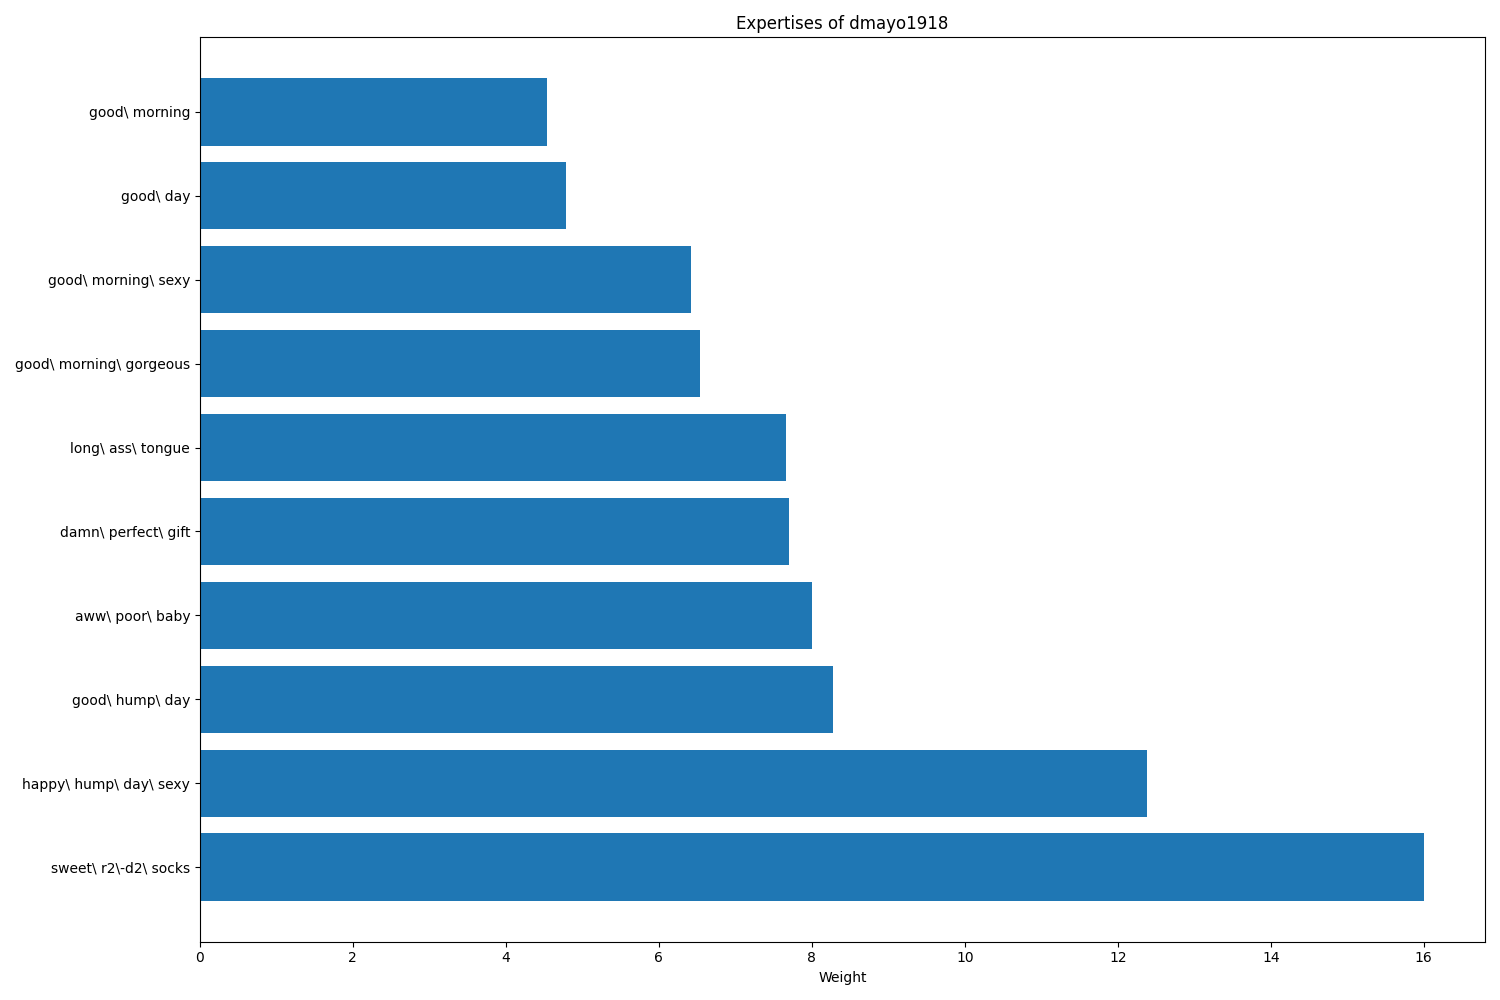 Expertises of dmayo1918
good\ morning
good\ day
good\ morning\ sexy
good\ morning\ gorgeous
long\ ass\ tongue
damn\ perfect\ gift
aww\ poor\ baby
good\ hump\ day
happy\ hump\ day\ sexy
sweet\ r2\-d2\ socks
0 2 4 6 8 10 12 14 16
Weight